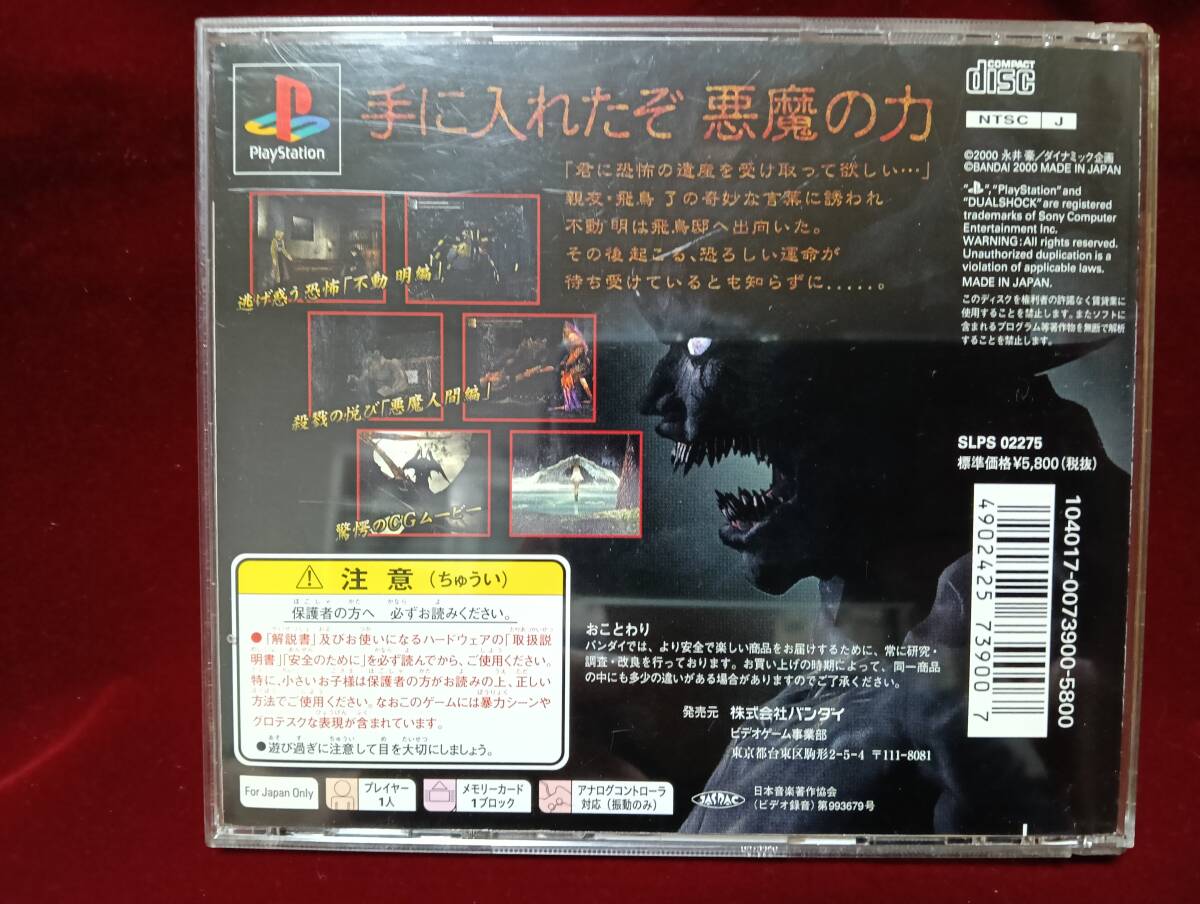 PlayStation
手に入れたぞ 悪魔の力
「君に恐怖の遺産を受け取って欲しい…」
親友・飛鳥 了の奇妙な言葉に誘われ
不動 明は飛鳥邸へ出向いた。
その後起こる、恐るしい運命が
待ち受けているとも知らずに......。
逃げ惑う恐怖「不動 明編」
殺戮の悦び「悪魔人間編」
驚愕のCGムービー
COMPACT
disc
NTSC J
©2000 永井 豪/ダイナミック企画
©BANDAI 2000 MADE IN JAPAN
" ", "PlayStation" and
"DUALSHOCK" are registered
trademarks of Sony Computer
Entertainment Inc.
WARNING: All rights reserved.
Unauthorized duplication is a
violation of applicable laws.
MADE IN JAPAN.
このディスクを権利者の許諾なく賃貸業に
使用することを禁止します。またソフトに
含まれるプログラム等著作物を無断で解析
することを禁止します。
SLPS 02275
標準価格¥5,800(税抜)
4902425739007
104017-0073900-5800
注意(ちゅうい)
保護者の方へ 必ずお読みください。
●「解説書」及びお使いになるハードウェアの「取扱説
明書」「安全のために」を必ず読んでから、ご使用ください。
特に、小さいお子様は保護者の方がお読みの上、正しい
方法でご使用ください。なおこのゲームには暴力シーンや
グロテスクな表現が含まれています。
●遊び過ぎに注意して目を大切にしましょう。
おことわり
バンダイでは、より安全で楽しい商品をお届けするために、常に研究・
調査・改良を行っております。お買い上げの時期によって、同一商品
の中にも多少の違いがある場合がありますのでご了承ください。
発売元 株式会社バンダイ
ビデオゲーム事業部
東京都台東区駒形2-5-4 〒111-8081
For Japan Only
プレイヤー
1人
メモリーカード
1ブロック
アナログコントローラ
対応(振動のみ)
JASRAC
日本音楽著作協会
(ビデオ録音)第993679号